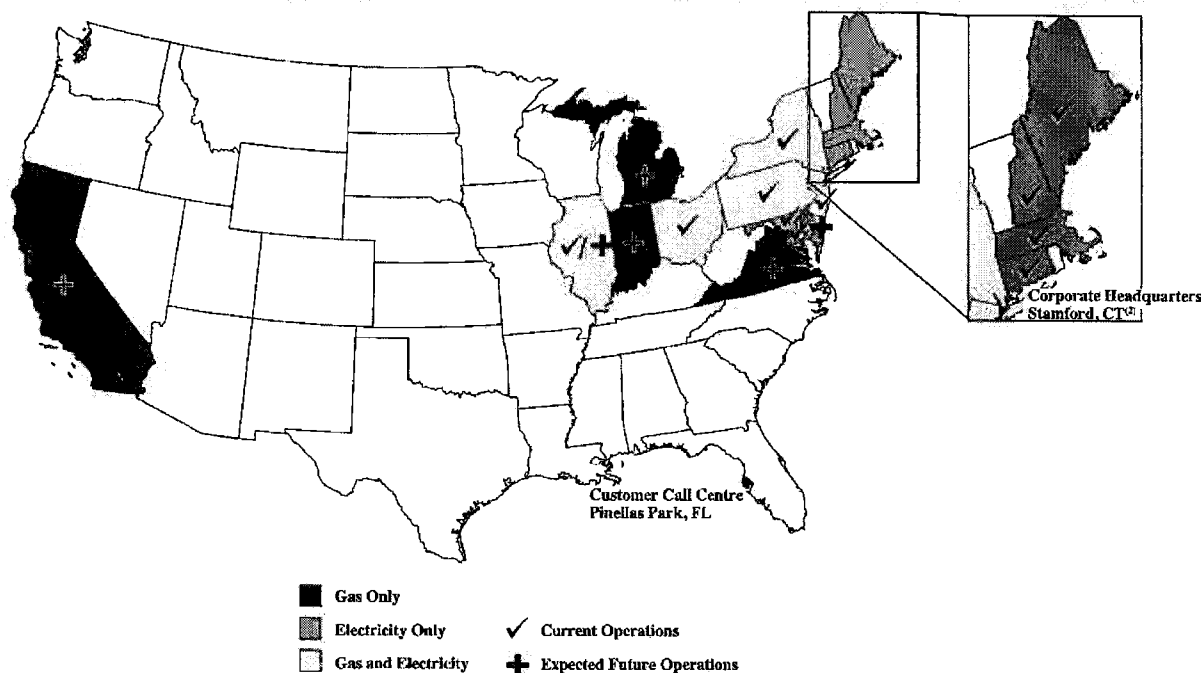 Corporate Headquarters
Stamford, CT(2)
Customer Call Centre
Pinellas Park, FL
Gas Only
Electricity Only
Current Operations
Gas and Electricity
Expected Future Operations